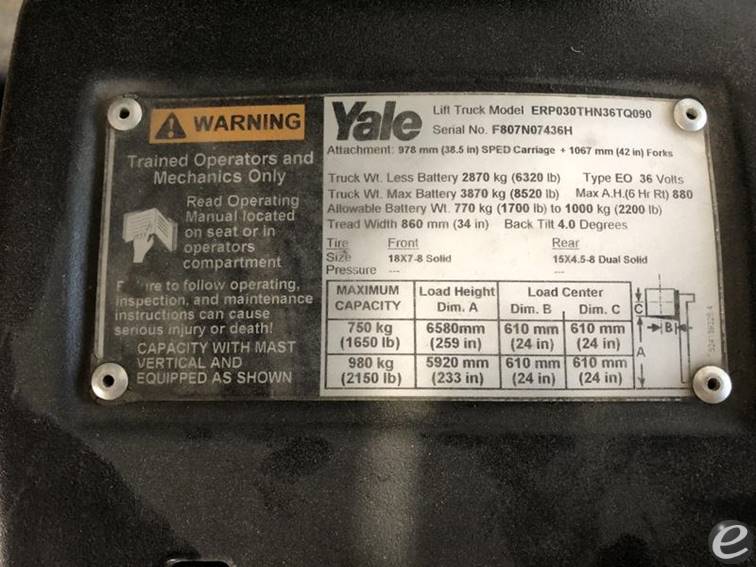 WARNING
Trained Operators and
Mechanics Only
Read Operating
Manual located
on seat or in
operators
compartment
Failure to follow operating,
inspection, and maintenance
instructions can cause
serious injury or death!
CAPACITY WITH MAST
VERTICAL AND
EQUIPPED AS SHOWN
Yale
Lift Truck Model ERP030THN36TQ090
Serial No. F807N07436H
Attachment: 978 mm (38.5 in) SPED Carriage + 1067 mm (42 in) Forks
Truck Wt. Less Battery 2870 kg (6320 lb) Type EO 36 Volts
Truck Wt. Max Battery 3870 kg (8520 lb) Max A.H.(6 Hr Rt) 880
Allowable Battery Wt. 770 kg (1700 lb) to 1000 kg (2200 lb)
Tread Width 860 mm (34 in) Back Tilt 4.0 Degrees
Tire Front Rear
Size 18X7-8 Solid 15X4.5-8 Dual Solid
Pressure --- ---
MAXIMUM Load Height Load Center
CAPACITY Dim. A Dim. B Dim. C
750 kg 6580mm 610 mm 610 mm
(1650 lb) (259 in) (24 in) (24 in)
980 kg 5920 mm 610 mm 610 mm
(2150 lb) (233 in) (24 in) (24 in)
C
B
A
e